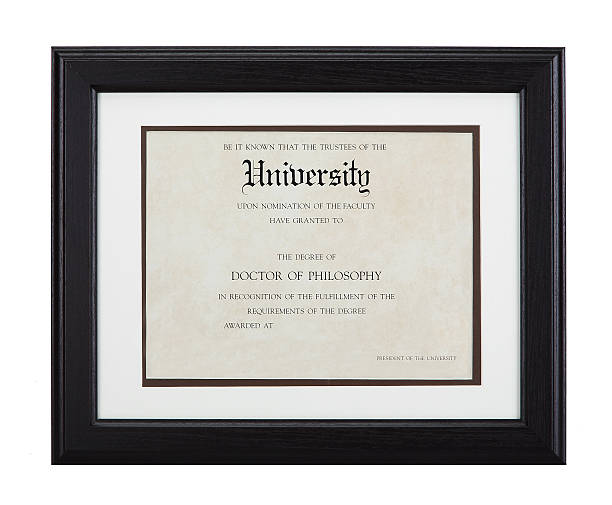 BE IT KNOWN THAT THE TRUSTEES OF THE
University
UPON NOMINATION OF THE FACULTY
HAVE GRANTED TO
THE DEGREE OF
DOCTOR OF PHILOSOPHY
IN RECOGNITION OF THE FULFILLMENT OF THE
REQUIREMENTS OF THE DEGREE
AWARDED AT
PRESIDENT OF THE UNIVERSITY